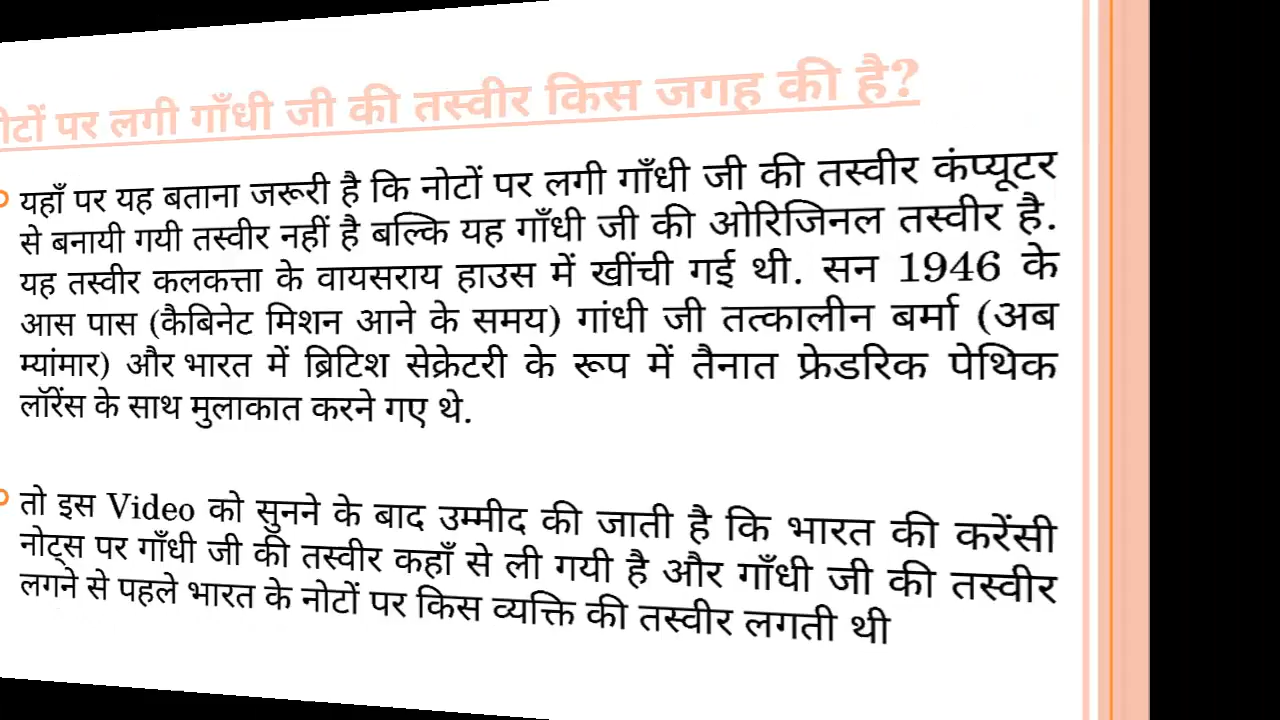 नोटों पर लगी गाँधी जी की तस्वीर किस जगह की है?
यहाँ पर यह बताना जरूरी है कि नोटों पर लगी गाँधी जी की तस्वीर कंप्यूटर
से बनायी गयी तस्वीर नहीं है बल्कि यह गाँधी जी की ओरिजिनल तस्वीर है.
यह तस्वीर कलकत्ता के वायसराय हाउस में खींची गई थी. सन 1946 के
आस पास (कैबिनेट मिशन आने के समय) गांधी जी तत्कालीन बर्मा (अब
म्यांमार) और भारत में ब्रिटिश सेक्रेटरी के रूप में तैनात फ्रेडरिक पेथिक
लॉरेंस के साथ मुलाकात करने गए थे.
तो इस Video को सुनने के बाद उम्मीद की जाती है कि भारत की करेंसी
नोट्स पर गाँधी जी की तस्वीर कहाँ से ली गयी है और गाँधी जी की तस्वीर
लगने से पहले भारत के नोटों पर किस व्यक्ति की तस्वीर लगती थी